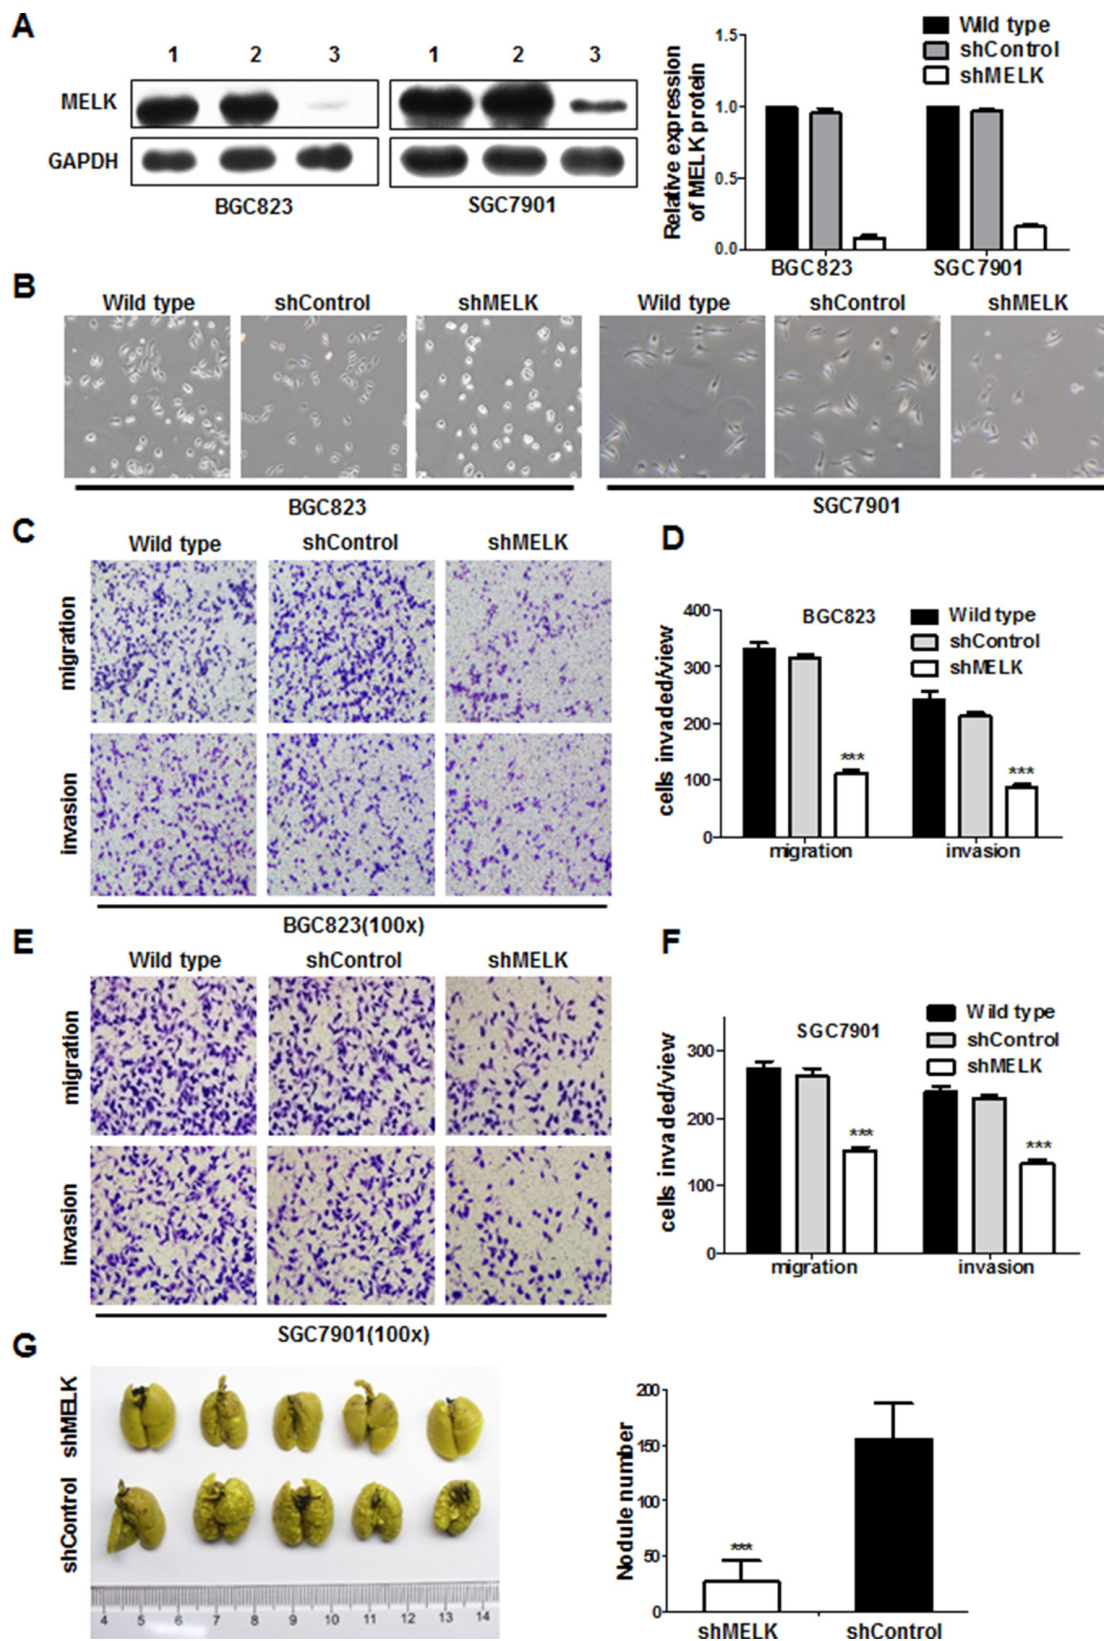 A
1 2 3 1 2 3
MELK
GAPDH
BGC823 SGC7901
Relative expression
of MELK protein
1.5
1.0
0.5
0.0
Wild type
shControl
shMELK
BGC823 SGC7901
B
Wild type shControl shMELK Wild type shControl shMELK
BGC823 SGC7901
C
Wild type shControl shMELK
migration
invasion
BGC823(100x)
D
cells invaded/view
400
300
200
100
0
BGC823
Wild type
shControl
shMELK
*** ***
migration invasion
E
Wild type shControl shMELK
migration
invasion
SGC7901(100x)
F
cells invaded/view
300
200
100
0
SGC7901
Wild type
shControl
shMELK
*** ***
migration invasion
G
shMELK
shControl
4 5 6 7 8 9 10 11 12 13 14
Nodule number
200
150
100
50
0
***
shMELK shControl